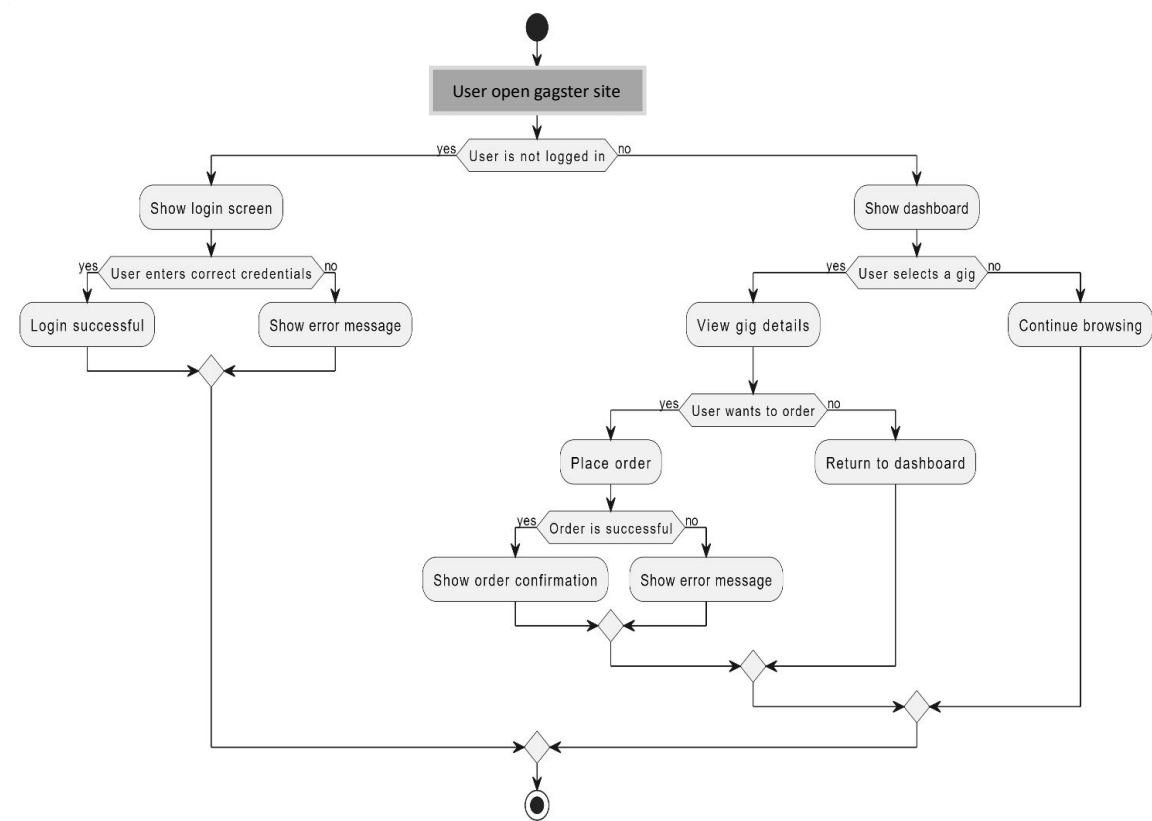 User open gagster site
yes
User is not logged in
no
Show login screen
Show dashboard
yes
User enters correct credentials
no
yes
User selects a gig
no
Login successful
Show error message
View gig details
Continue browsing
yes
User wants to order
no
Place order
Return to dashboard
yes
Order is successful
no
Show order confirmation
Show error message